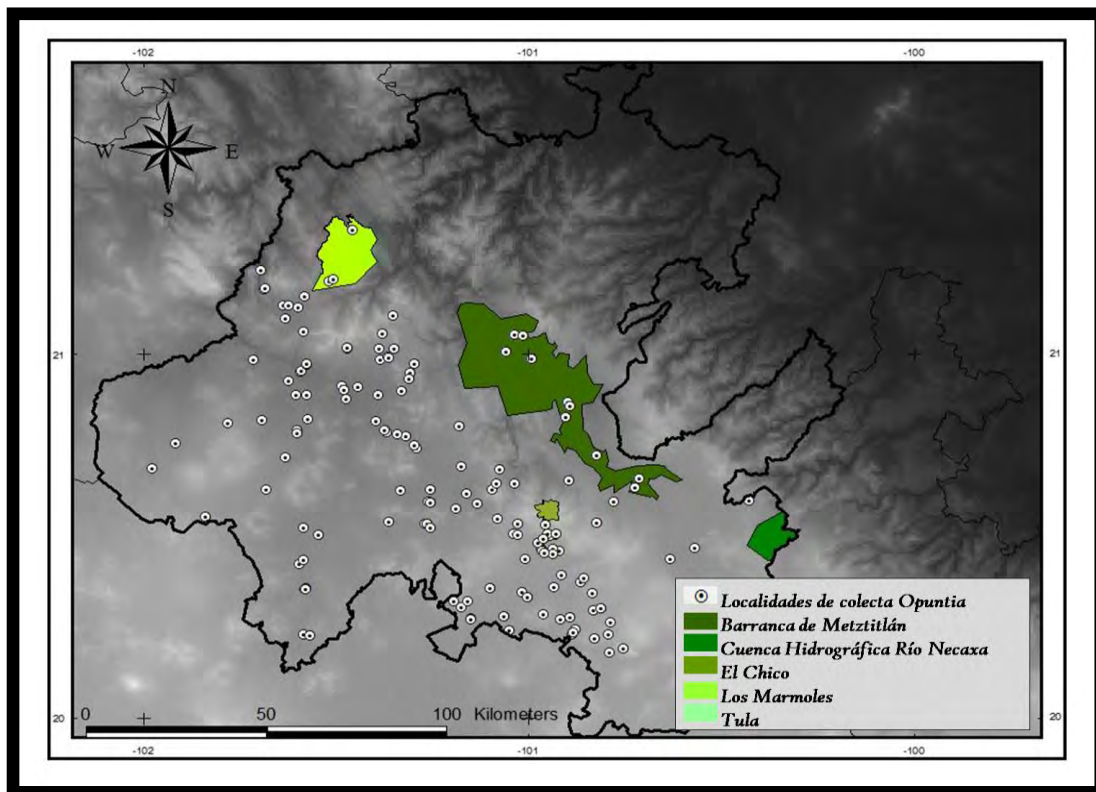 -102 -101 -100
N
W E
S
21 21
Localidades de colecta Opuntia
Barranca de Metztitlán
Cuenca Hidrográfica Río Necaxa
El Chico
Los Marmoles
Tula
0 50 100 Kilometers
20 20
-102 -101 -100